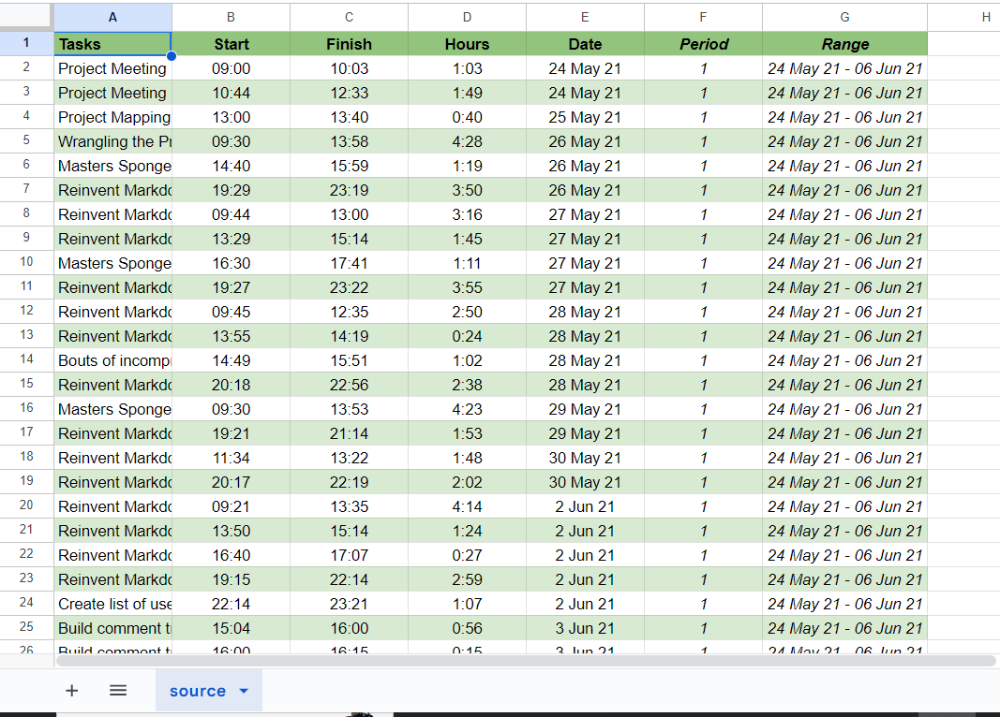 A B C D E F G H
1 Tasks Start Finish Hours Date Period Range
2 Project Meeting 09:00 10:03 1:03 24 May 21 1 24 May 21 - 06 Jun 21
3 Project Meeting 10:44 12:33 1:49 24 May 21 1 24 May 21 - 06 Jun 21
4 Project Mapping 13:00 13:40 0:40 25 May 21 1 24 May 21 - 06 Jun 21
5 Wrangling the Pr 09:30 13:58 4:28 26 May 21 1 24 May 21 - 06 Jun 21
6 Masters Sponge 14:40 15:59 1:19 26 May 21 1 24 May 21 - 06 Jun 21
7 Reinvent Markdo 19:29 23:19 3:50 26 May 21 1 24 May 21 - 06 Jun 21
8 Reinvent Markdo 09:44 13:00 3:16 27 May 21 1 24 May 21 - 06 Jun 21
9 Reinvent Markdo 13:29 15:14 1:45 27 May 21 1 24 May 21 - 06 Jun 21
10 Masters Sponge 16:30 17:41 1:11 27 May 21 1 24 May 21 - 06 Jun 21
11 Reinvent Markdo 19:27 23:22 3:55 27 May 21 1 24 May 21 - 06 Jun 21
12 Reinvent Markdo 09:45 12:35 2:50 28 May 21 1 24 May 21 - 06 Jun 21
13 Reinvent Markdo 13:55 14:19 0:24 28 May 21 1 24 May 21 - 06 Jun 21
14 Bouts of incompr 14:49 15:51 1:02 28 May 21 1 24 May 21 - 06 Jun 21
15 Reinvent Markdo 20:18 22:56 2:38 28 May 21 1 24 May 21 - 06 Jun 21
16 Masters Sponge 09:30 13:53 4:23 29 May 21 1 24 May 21 - 06 Jun 21
17 Reinvent Markdo 19:21 21:14 1:53 29 May 21 1 24 May 21 - 06 Jun 21
18 Reinvent Markdo 11:34 13:22 1:48 30 May 21 1 24 May 21 - 06 Jun 21
19 Reinvent Markdo 20:17 22:19 2:02 30 May 21 1 24 May 21 - 06 Jun 21
20 Reinvent Markdo 09:21 13:35 4:14 2 Jun 21 1 24 May 21 - 06 Jun 21
21 Reinvent Markdo 13:50 15:14 1:24 2 Jun 21 1 24 May 21 - 06 Jun 21
22 Reinvent Markdo 16:40 17:07 0:27 2 Jun 21 1 24 May 21 - 06 Jun 21
23 Reinvent Markdo 19:15 22:14 2:59 2 Jun 21 1 24 May 21 - 06 Jun 21
24 Create list of use 22:14 23:21 1:07 2 Jun 21 1 24 May 21 - 06 Jun 21
25 Build comment tr 15:04 16:00 0:56 3 Jun 21 1 24 May 21 - 06 Jun 21
26 Build comment tr 16:00 16:15 0:15 3 Jun 21 1 24 May 21 - 06 Jun 21
source